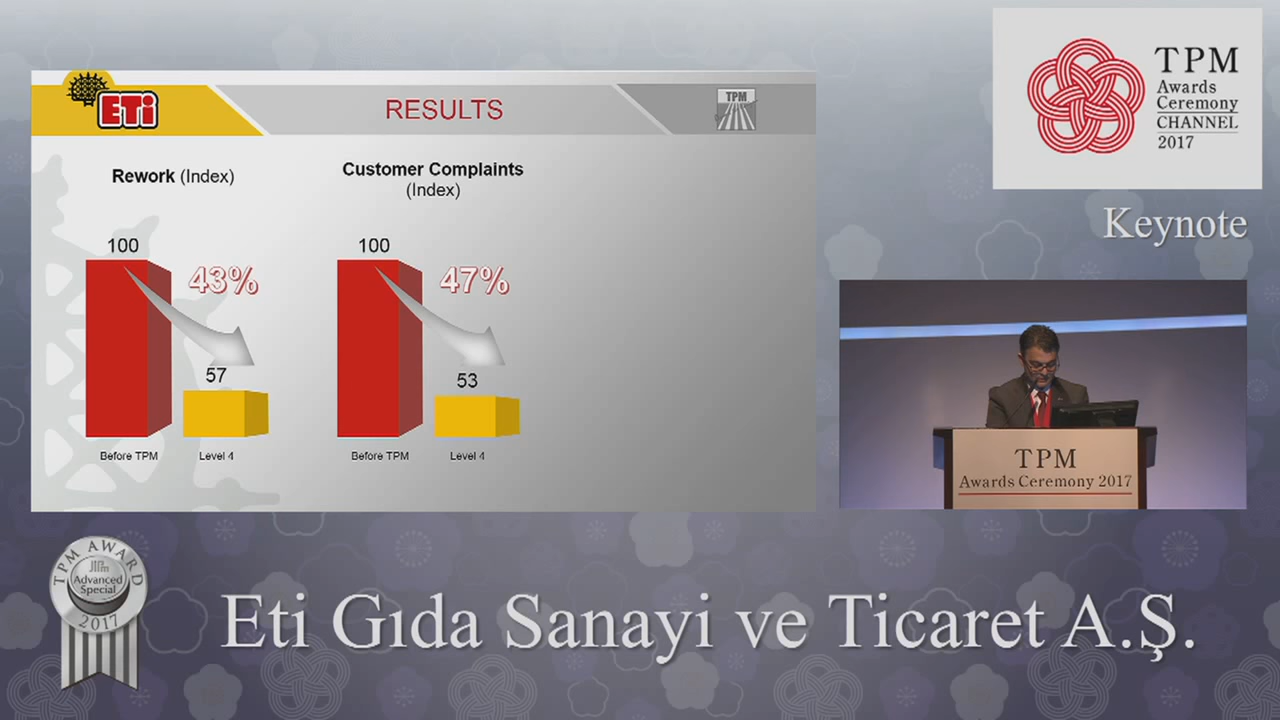 ETi
RESULTS
TPM
Rework (Index)
Customer Complaints
(Index)
100
43%
57
Before TPM
Level 4
100
47%
53
Before TPM
Level 4
TPM
Awards
Ceremony
CHANNEL
2017
Keynote
TPM
Awards Ceremony 2017
TPM AWARD
JIPM
Advanced
Special
2017
Eti Gıda Sanayi ve Ticaret A.Ş.